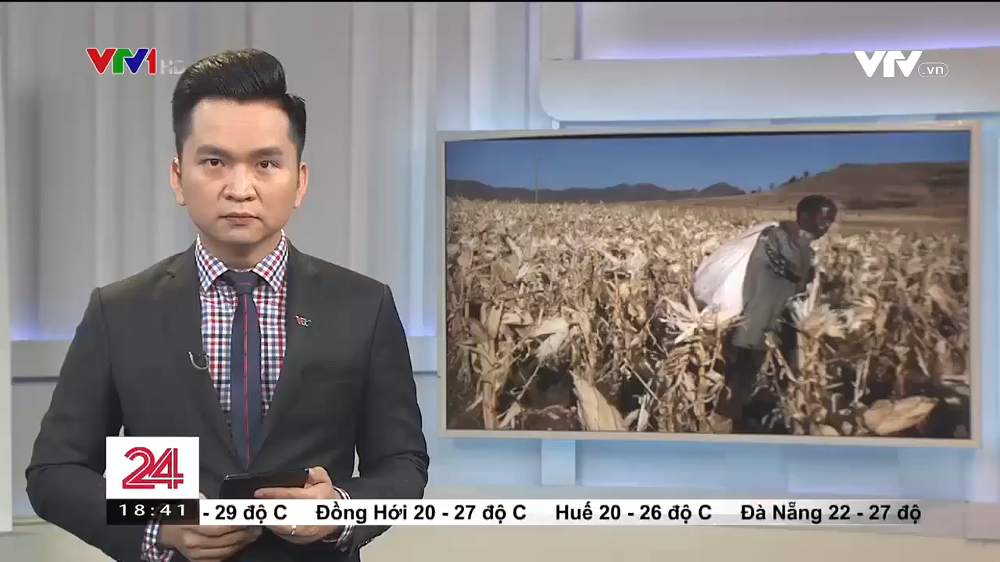 VTV1 HD
VTV.vn
VTV
24
18:41
- 29 độ C Đồng Hới 20 - 27 độ C Huế 20 - 26 độ C Đà Nẵng 22 - 27 độ